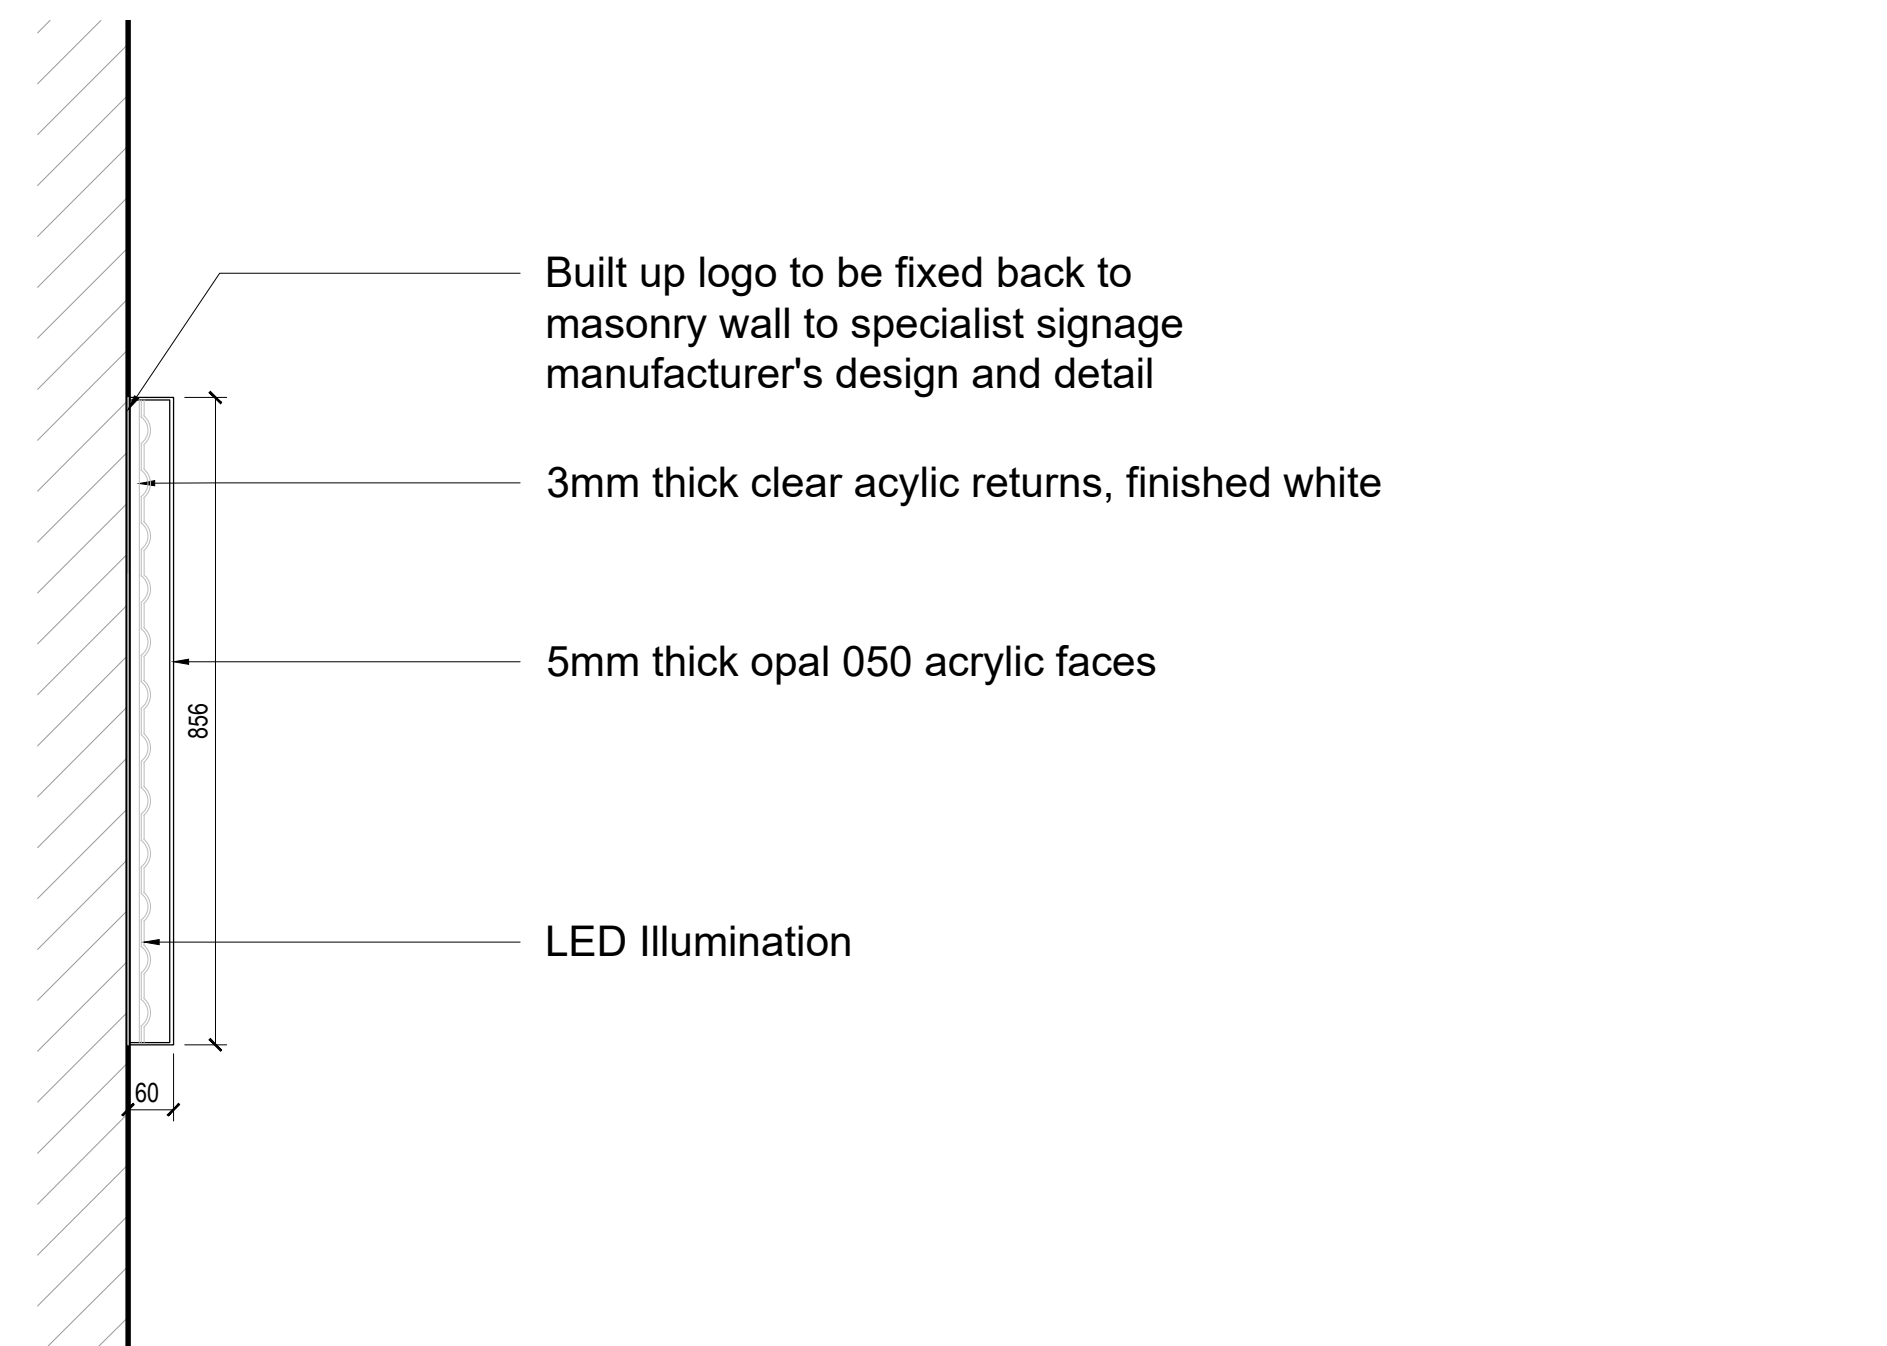 Built up logo to be fixed back to
masonry wall to specialist signage
manufacturer's design and detail
3mm thick clear acylic returns, finished white
5mm thick opal 050 acrylic faces
856
LED Illumination
60